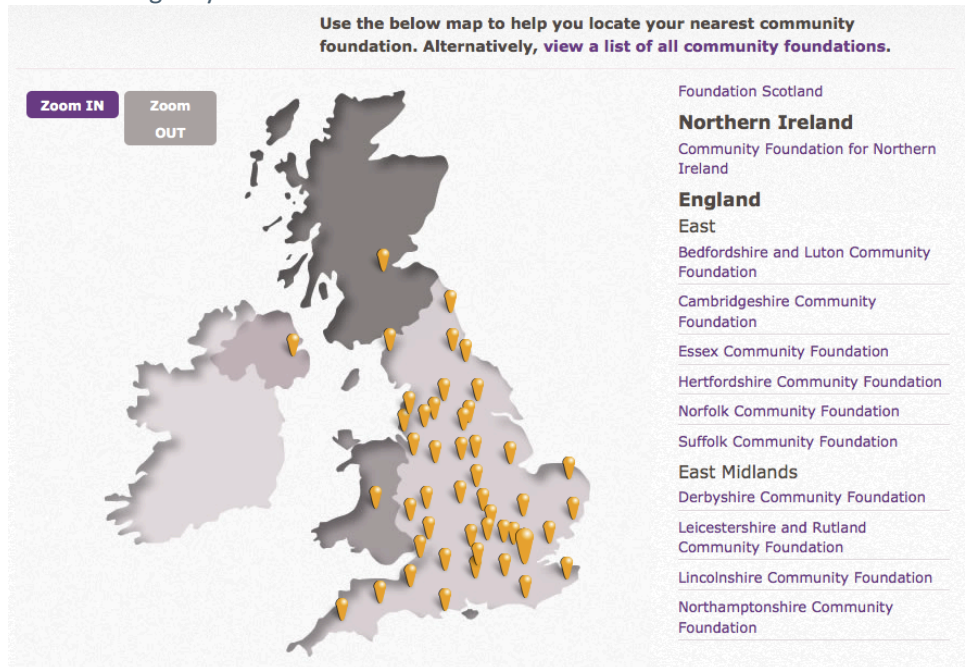 Use the below map to help you locate your nearest community
foundation. Alternatively, view a list of all community foundations.
Zoom IN
Zoom
OUT
Foundation Scotland
Northern Ireland
Community Foundation for Northern
Ireland
England
East
Bedfordshire and Luton Community
Foundation
Cambridgeshire Community
Foundation
Essex Community Foundation
Hertfordshire Community Foundation
Norfolk Community Foundation
Suffolk Community Foundation
East Midlands
Derbyshire Community Foundation
Leicestershire and Rutland
Community Foundation
Lincolnshire Community Foundation
Northamptonshire Community
Foundation